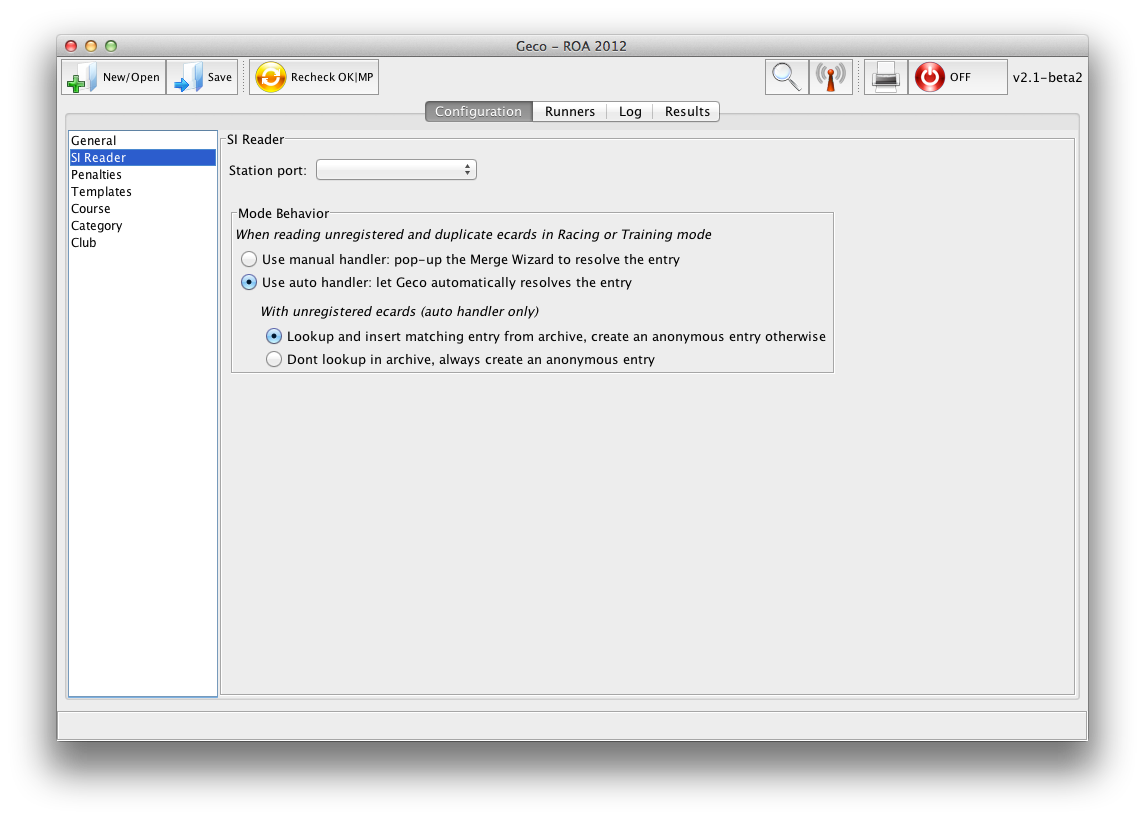 Geco – ROA 2012
New/Open Save Recheck OK|MP OFF v2.1-beta2
Configuration Runners Log Results
General
SI Reader
Penalties
Templates
Course
Category
Club
SI Reader
Station port:
Mode Behavior
When reading unregistered and duplicate ecards in Racing or Training mode
Use manual handler: pop-up the Merge Wizard to resolve the entry
Use auto handler: let Geco automatically resolves the entry
With unregistered ecards (auto handler only)
Lookup and insert matching entry from archive, create an anonymous entry otherwise
Dont lookup in archive, always create an anonymous entry